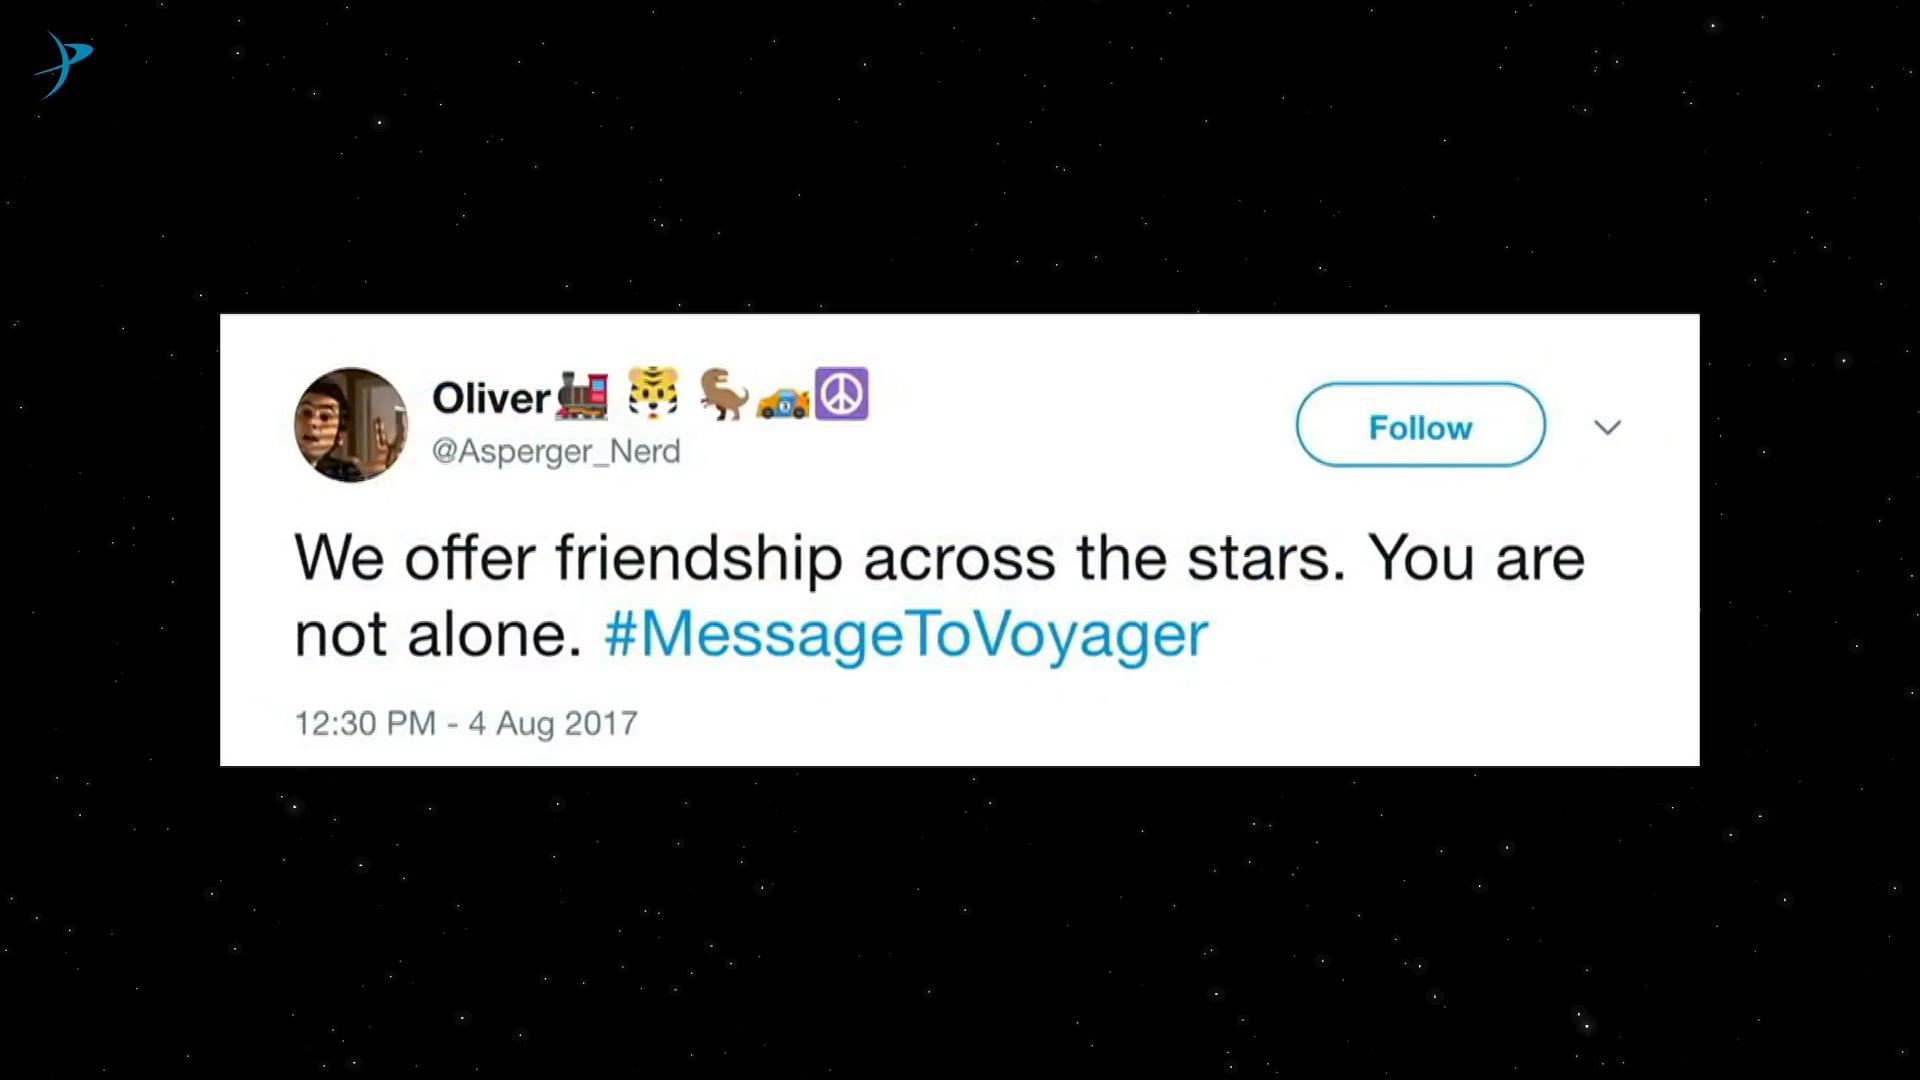 Oliver🚂 🐯 🦖🏎☮
@Asperger_Nerd
Follow
We offer friendship across the stars. You are
not alone. #MessageToVoyager
12:30 PM - 4 Aug 2017